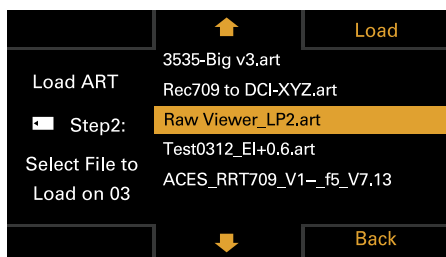 Load
Load ART
Step2:
Select File to
Load on 03
3535-Big v3.art
Rec709 to DCI-XYZ.art
Raw Viewer_LP2.art
Test0312_EI+0.6.art
ACES_RRT709_V1–_f5_V7.13
Back